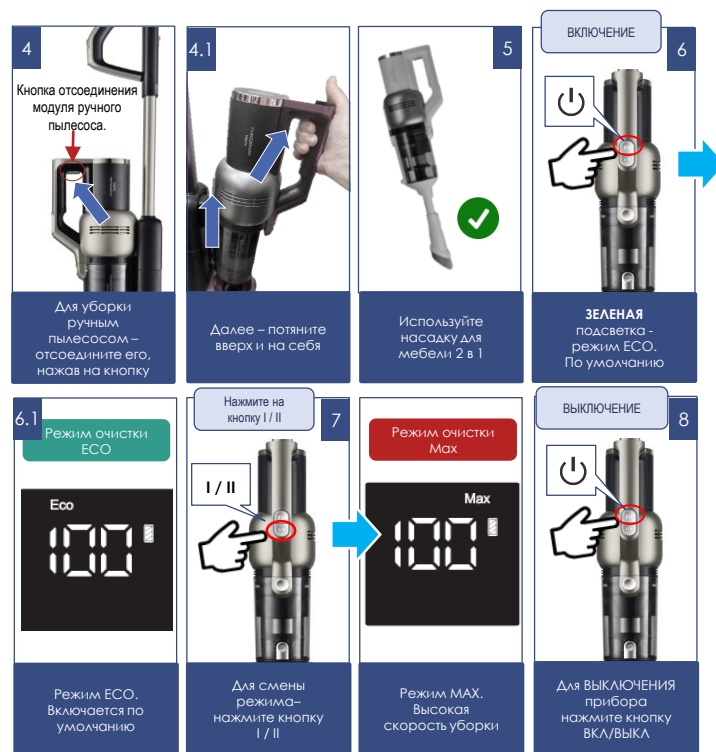 4
Кнопка отсоединения
модуля ручного
пылесоса.
Для уборки
ручным
пылесосом –
отсоедините его,
нажав на кнопку
4.1
Далее – потяните
вверх и на себя
5
Используйте
насадку для
мебели 2 в 1
ВКЛЮЧЕНИЕ
6
ЗЕЛЕНАЯ
подсветка -
режим ECO.
По умолчанию
6.1
Режим очистки
ECO
Eco
100
Режим ECO.
Включается по
умолчанию
Нажмите на
кнопку I / II
7
I / II
Для смены
режима–
нажмите кнопку
I / II
Режим очистки
Max
Max
100
Режим MAX.
Высокая
скорость уборки
ВЫКЛЮЧЕНИЕ
8
Для ВЫКЛЮЧЕНИЯ
прибора
нажмите кнопку
ВКЛ/ВЫКЛ